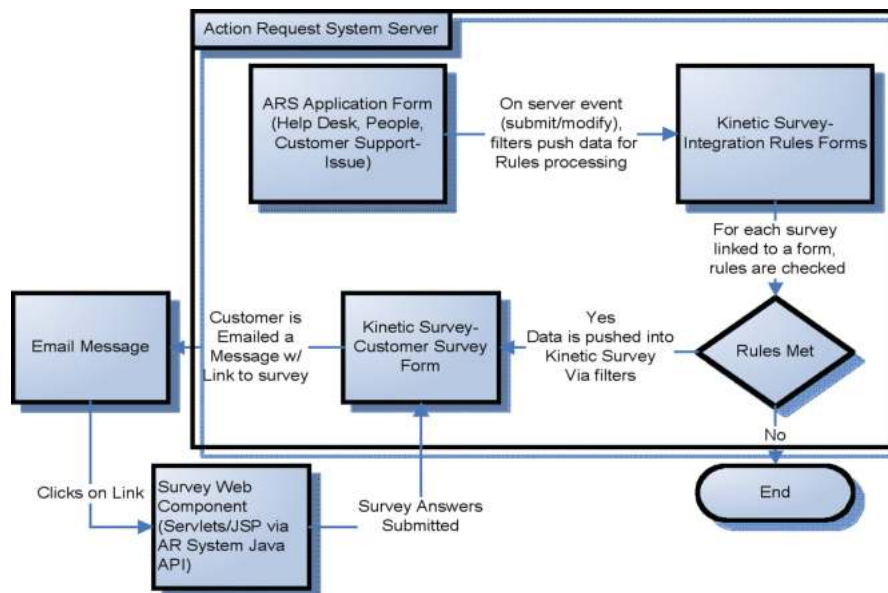 Action Request System Server
ARS Application Form
(Help Desk, People,
Customer Support-
Issue)
On server event
(submit/modify),
filters push data for
Rules processing
Kinetic Survey-
Integration Rules Forms
For each survey
linked to a form,
rules are checked
Email Message
Customer is
Emailed a
Message w/
Link to survey
Kinetic Survey-
Customer Survey
Form
Yes
Data is pushed into
Kinetic Survey
Via filters
Rules Met
No
End
Clicks on Link
Survey Web
Component
(Servlets/JSP via
AR System Java
API)
Survey Answers
Submitted